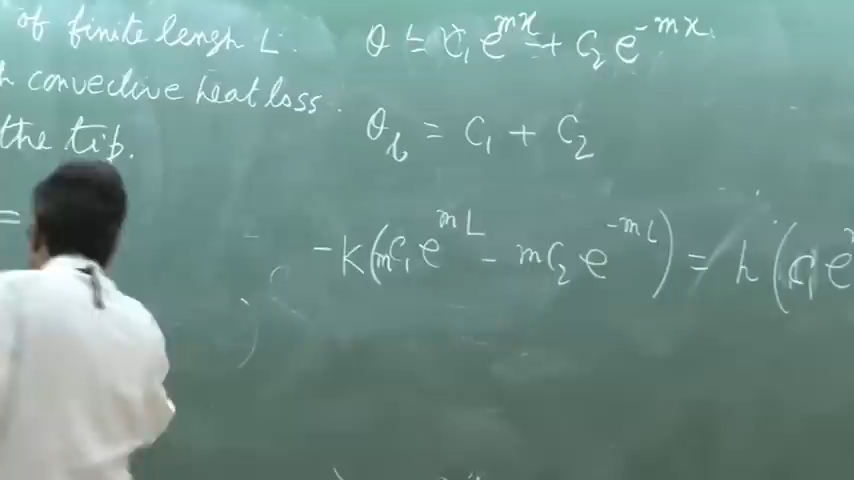 of finite lengh L.
θ = C₁e^{mx} + C₂e^{-mx}
convective heat loss.
θ_b = C₁ + C₂
the tip.
=
-K(mC₁e^{mL} - mC₂e^{-mL}) = h(C₁e